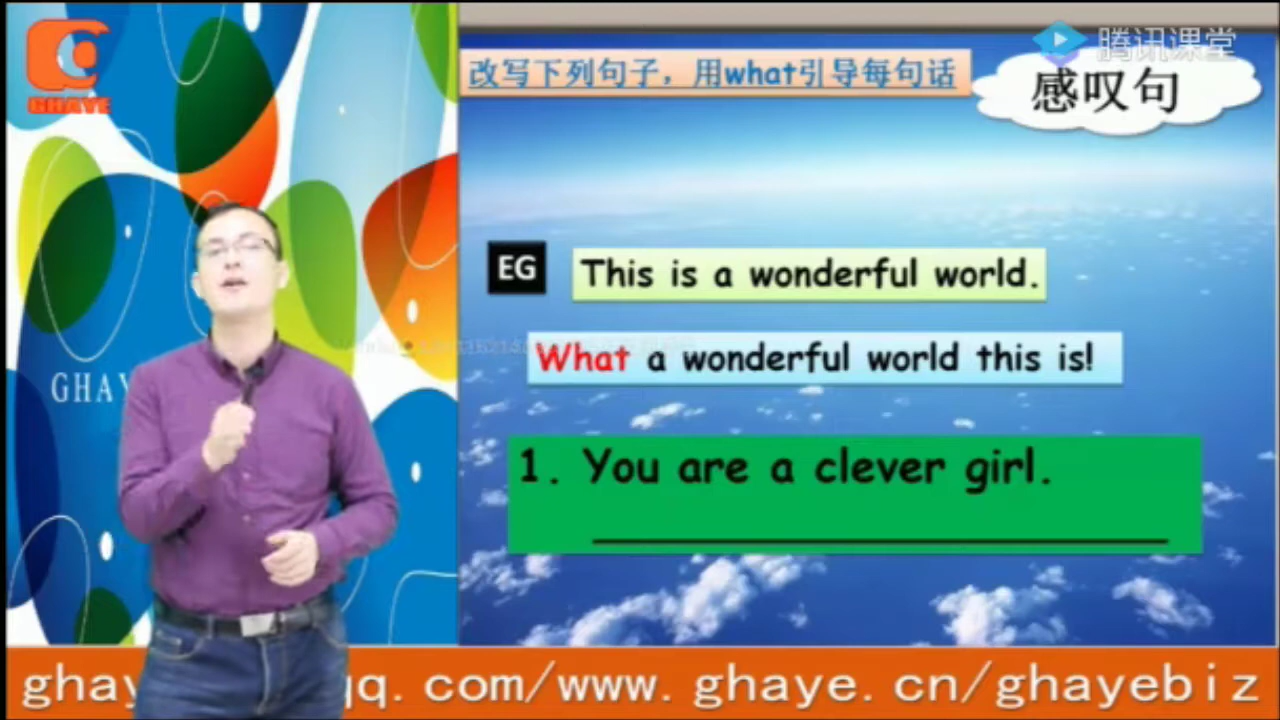 GHAYE
腾讯课堂
改写下列句子，用what引导每句话
感叹句
EG
This is a wonderful world.
What a wonderful world this is!
GHAY
1. You are a clever girl.
ghay
qq. com/www. ghaye. cn/ghayebiz